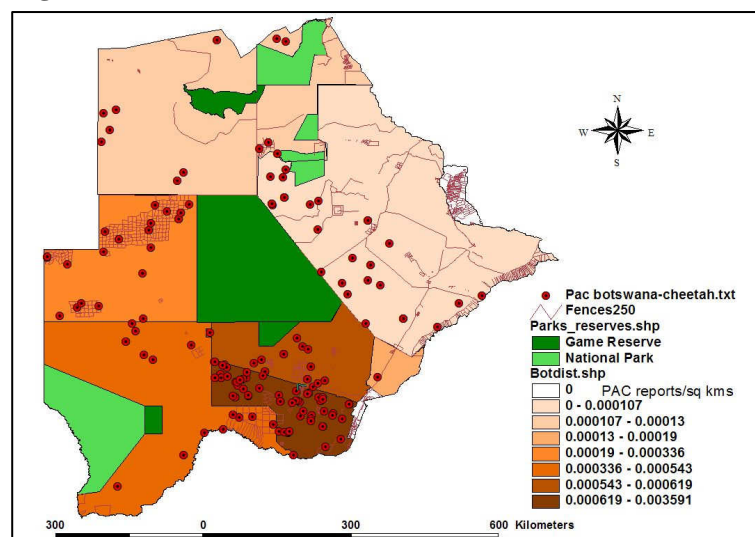 N
W E
S
Pac botswana-cheetah.txt
Fences250
Parks_reserves.shp
Game Reserve
National Park
Botdist.shp
0 PAC reports/sq kms
0 - 0.000107
0.000107 - 0.00013
0.00013 - 0.00019
0.00019 - 0.000336
0.000336 - 0.000543
0.000543 - 0.000619
0.000619 - 0.003591
300 0 300 600 Kilometers